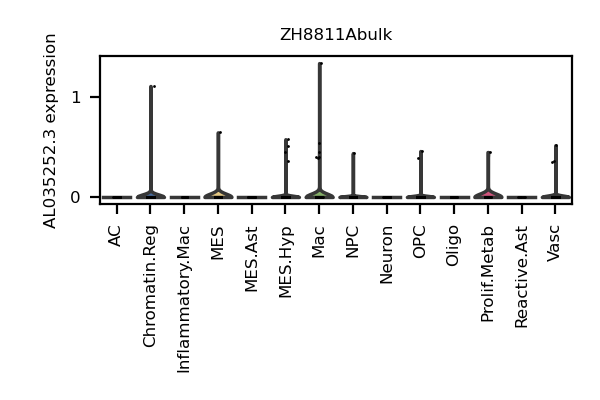 ZH8811Abulk
AL035252.3 expression
1
0
AC
Chromatin.Reg
Inflammatory.Mac
MES
MES.Ast
MES.Hyp
Mac
NPC
Neuron
OPC
Oligo
Prolif.Metab
Reactive.Ast
Vasc